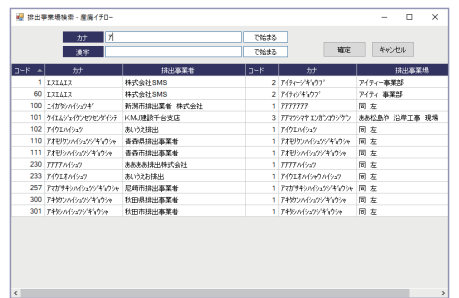 排出事業場検索 - 産廃イチロー
カナ ア で始まる
漢字 で始まる 確定 キャンセル
コード カナ 排出事業者 コード カナ 排出事業場
1 エスエムエス 株式会社SMS 2 アイティージギョウブ アイティー事業部
60 エスエムエス 株式会社SMS 2 アイティジギョウブ アイティ 事業部
100 ニイガタハイシュツギ 新潟市排出事業者 株式会社 1 アアアアアア 同 左
101 ケイエムジェイケンセツセンダイシテ KMJ建設千台支店 3 アアマツシマヤ エンガンコウジゲン ああ松島や 沿岸工事 現場
102 アイウエハイシュツ あいうえ排出 1 アイウエハイシュツ 同 左
110 アオモリケンハイシュツジギョウシャ 青森県排出事業者 1 アオモリケンハイシュツジギョウシャ 同 左
111 アオモリシハイシュツジギョウシャ 青森市排出事業者 1 アオモリシハイシュツジギョウシャ 同 左
230 アアアアハイシュツ ああああ排出株式会社 1 アアアアハイシュツ 同 左
233 アイウエオハイシュツ あいうえお排出 1 アイウエオハイシャウハイシュツ 同 左
257 アマガサキシハイシュツジギョウシャ 尼崎市排出事業者 1 アマガサキシハイシュツジギョウシャ 同 左
300 アキタケンハイシュツジギョウシャ 秋田県排出事業者 1 アキタケンハイシュツジギョウシャ 同 左
301 アキタシハイシュツジギョウシャ 秋田市排出事業者 1 アキタシハイシュツジギョウシャ 同 左